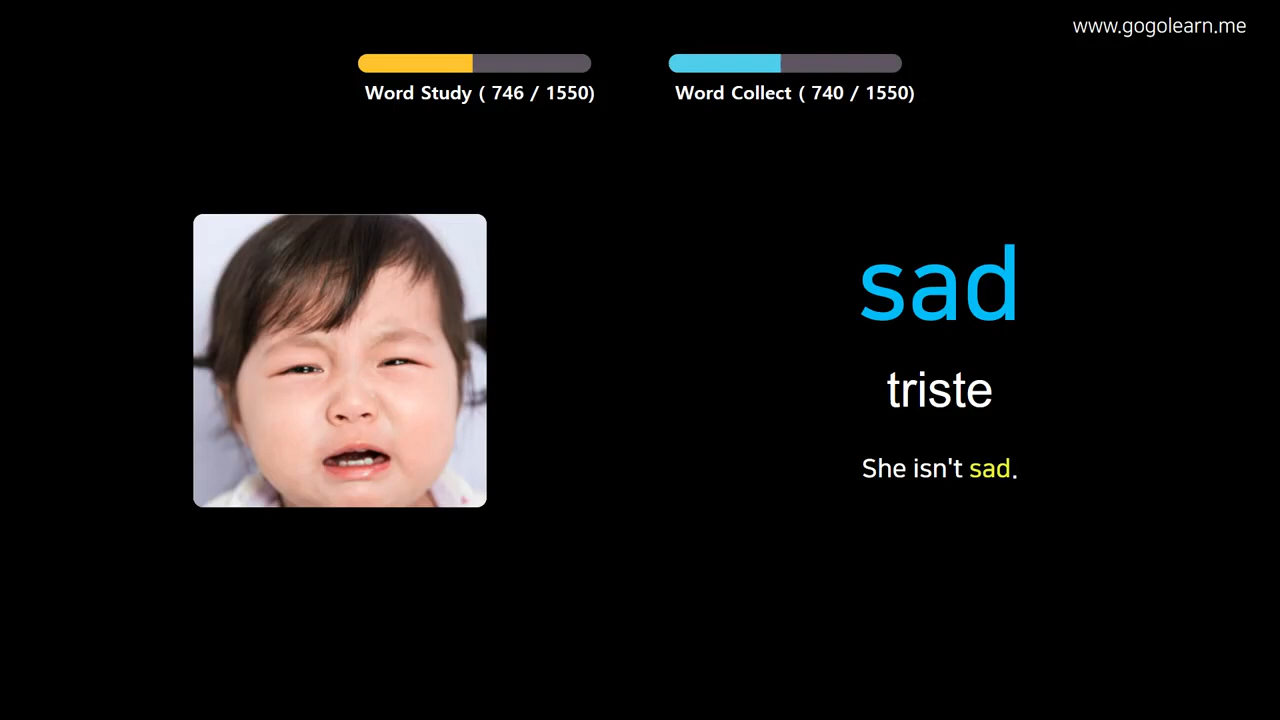 www.gogolearn.me
Word Study ( 746 / 1550)
Word Collect ( 740 / 1550)
sad
triste
She isn't sad.